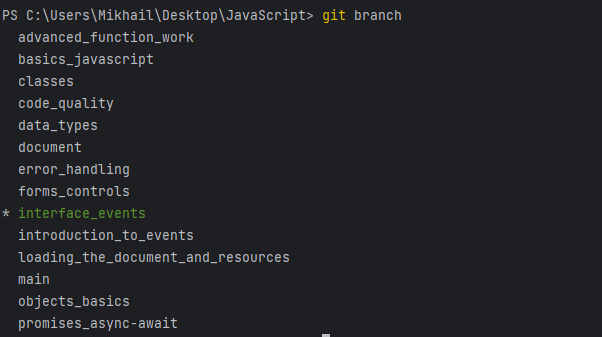 PS C:\Users\Mikhail\Desktop\JavaScript> git branch
  advanced_function_work
  basics_javascript
  classes
  code_quality
  data_types
  document
  error_handling
  forms_controls
* interface_events
  introduction_to_events
  loading_the_document_and_resources
  main
  objects_basics
  promises_async-await